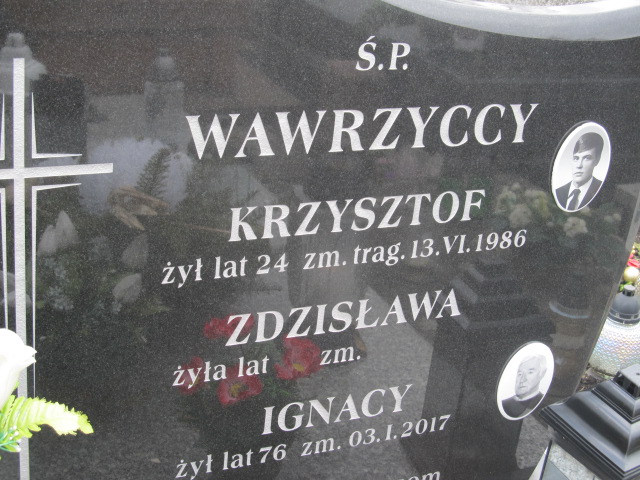 Ś.P.
WAWRZYCCY
KRZYSZTOF
żył lat 24 zm. trag. 13.VI.1986
ZDZISŁAWA
żyła lat zm.
IGNACY
żył lat 76 zm. 03.I.2017